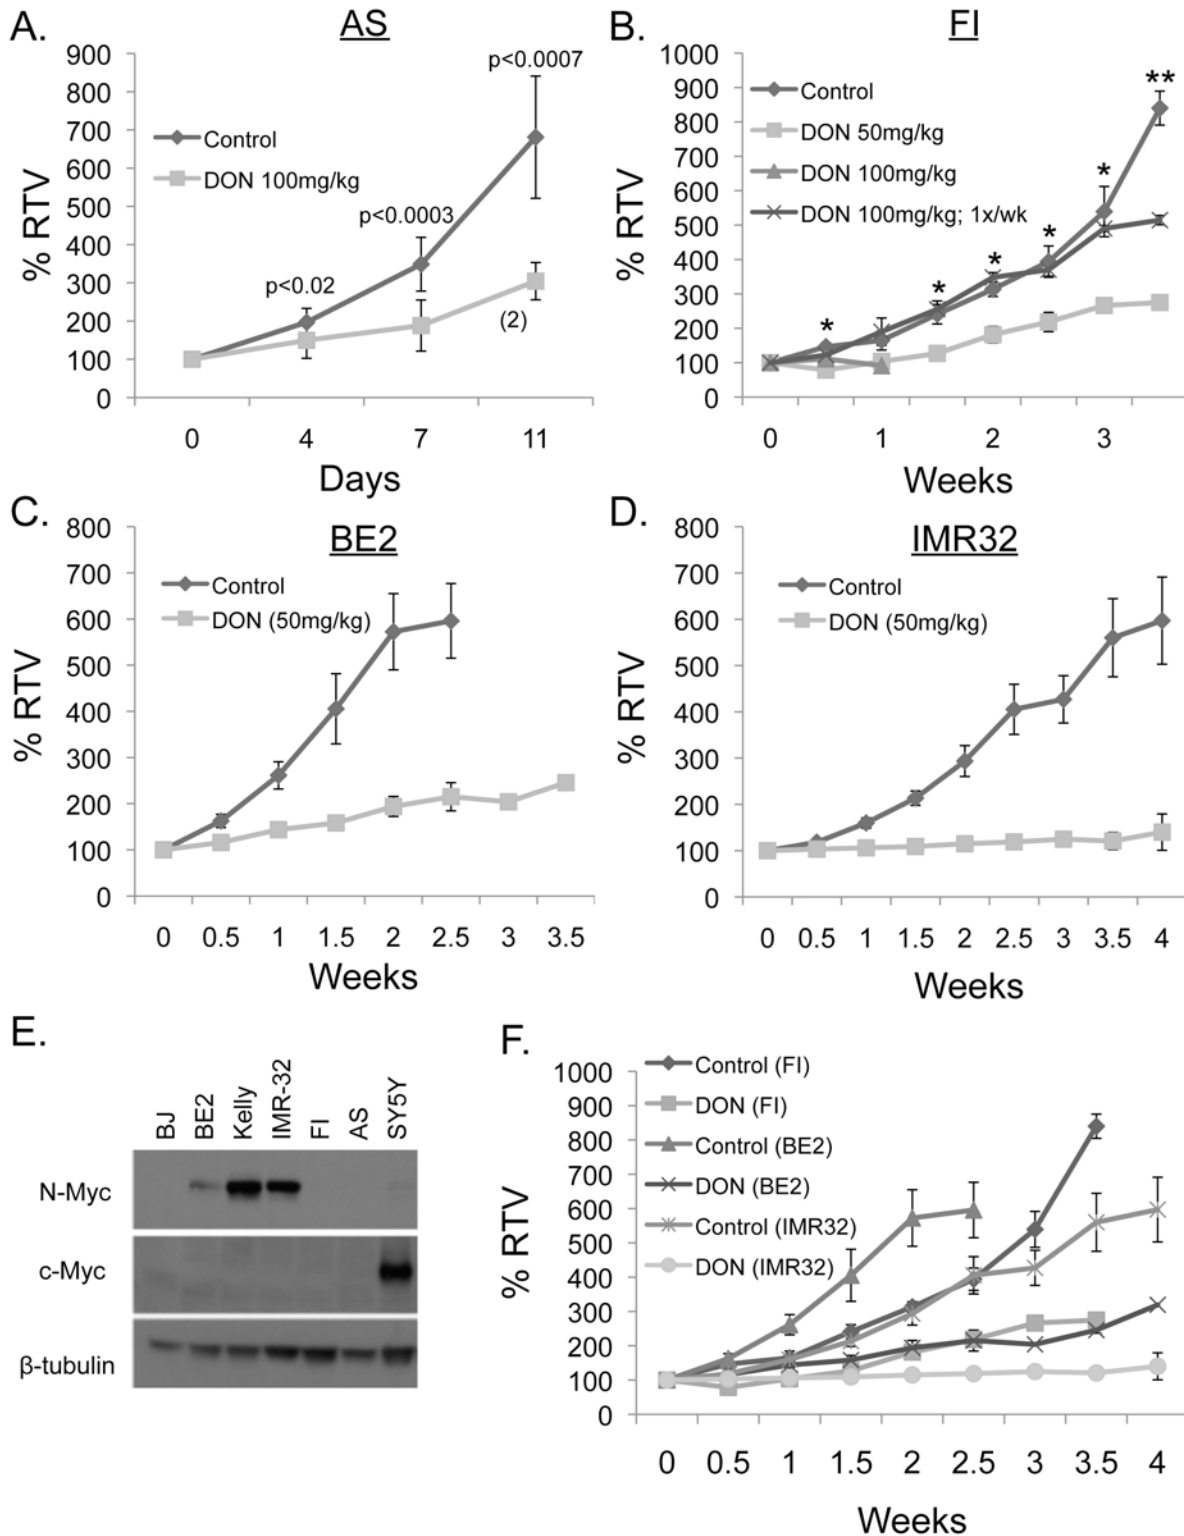 A.
AS
900
800
700
600
500
400
300
200
100
0
% RTV
Control
DON 100mg/kg
p<0.02
p<0.0003
p<0.0007
(2)
0 4 7 11
Days
B.
FI
1000
900
800
700
600
500
400
300
200
100
0
% RTV
Control
DON 50mg/kg
DON 100mg/kg
DON 100mg/kg; 1x/wk
* * * * * **
0 1 2 3
Weeks
C.
BE2
800
700
600
500
400
300
200
100
0
% RTV
Control
DON (50mg/kg)
0 0.5 1 1.5 2 2.5 3 3.5
Weeks
D.
IMR32
800
700
600
500
400
300
200
100
0
% RTV
Control
DON (50mg/kg)
0 0.5 1 1.5 2 2.5 3 3.5 4
Weeks
E.
BJ BE2 Kelly IMR-32 FI AS SY5Y
N-Myc
c-Myc
β-tubulin
F.
1000
900
800
700
600
500
400
300
200
100
0
% RTV
Control (FI)
DON (FI)
Control (BE2)
DON (BE2)
Control (IMR32)
DON (IMR32)
0 0.5 1 1.5 2 2.5 3 3.5 4
Weeks